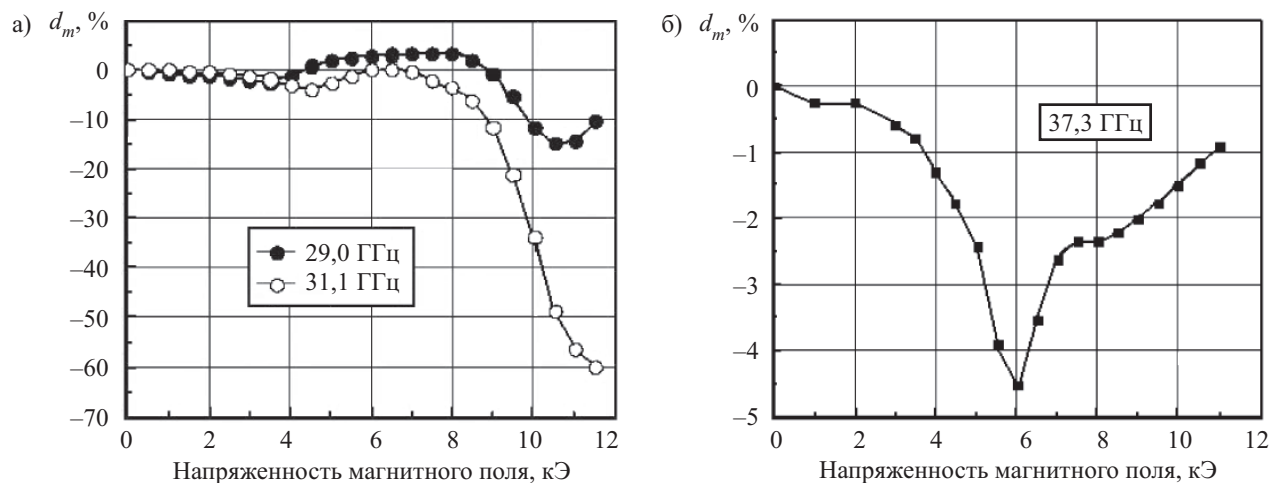 а) dₘ, %
0
–10
–20
–30
–40
–50
–60
–70
29,0 ГГц
31,1 ГГц
0 2 4 6 8 10 12
Напряженность магнитного поля, кЭ
б) dₘ, %
0
–1
–2
–3
–4
–5
37,3 ГГц
0 2 4 6 8 10 12
Напряженность магнитного поля, кЭ